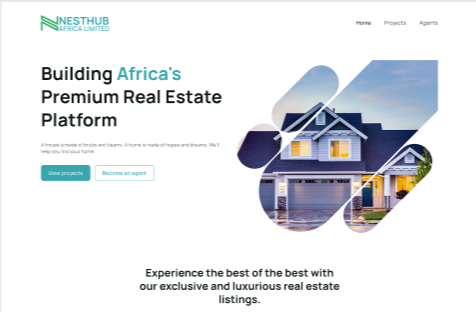 NESTHUB
AFRICA LIMITED
Home Projects Agents
Building Africa's
Premium Real Estate
Platform
A house is made of bricks and beams. A home is made of hopes and dreams. We'll
help you find your home.
View projects Become an agent
Experience the best of the best with
our exclusive and luxurious real estate
listings.